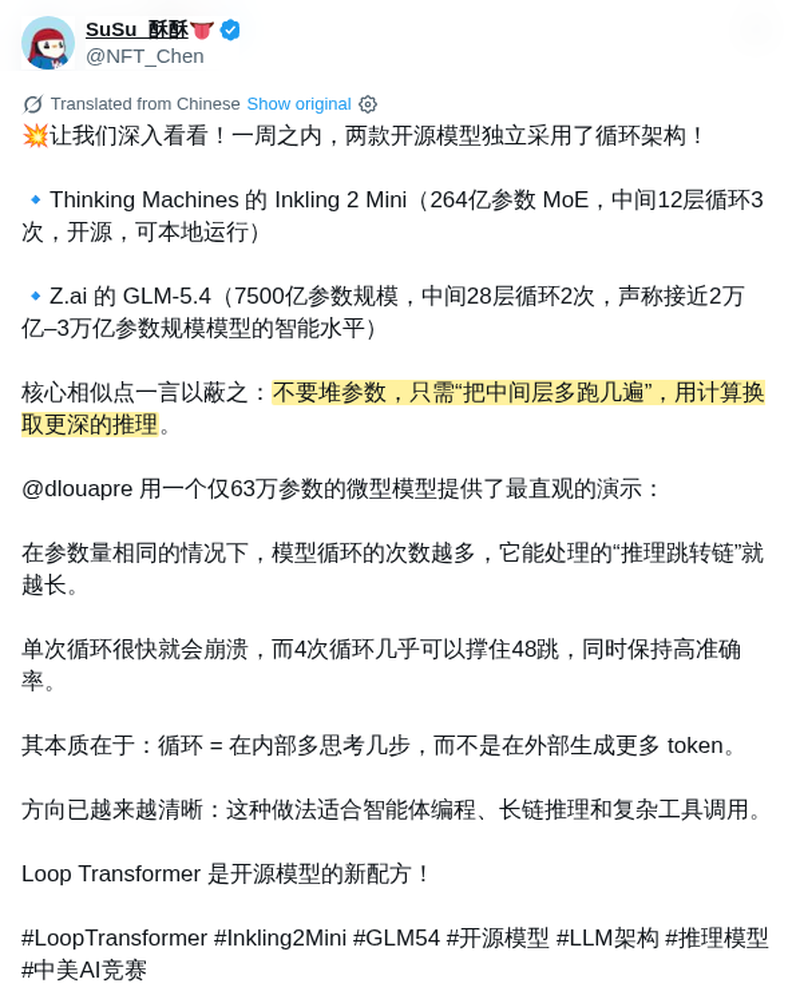 SuSu_酥酥👅
@NFT_Chen
Translated from Chinese Show original
💥让我们深入看看！一周之内，两款开源模型独立采用了循环架构！
🔹Thinking Machines 的 Inkling 2 Mini（264亿参数 MoE，中间12层循环3
次，开源，可本地运行）
🔹Z.ai 的 GLM-5.4（7500亿参数规模，中间28层循环2次，声称接近2万
亿–3万亿参数规模模型的智能水平）
核心相似点一言以蔽之：不要堆参数，只需“把中间层多跑几遍”，用计算换
取更深的推理。
@dlouapre 用一个仅63万参数的微型模型提供了最直观的演示：
在参数量相同的情况下，模型循环的次数越多，它能处理的“推理跳转链”就
越长。
单次循环很快就会崩溃，而4次循环几乎可以撑住48跳，同时保持高准确
率。
其本质在于：循环 = 在内部多思考几步，而不是在外部生成更多 token。
方向已越来越清晰：这种做法适合智能体编程、长链推理和复杂工具调用。
Loop Transformer 是开源模型的新配方！
#LoopTransformer #Inkling2Mini #GLM54 #开源模型 #LLM架构 #推理模型
#中美AI竞赛